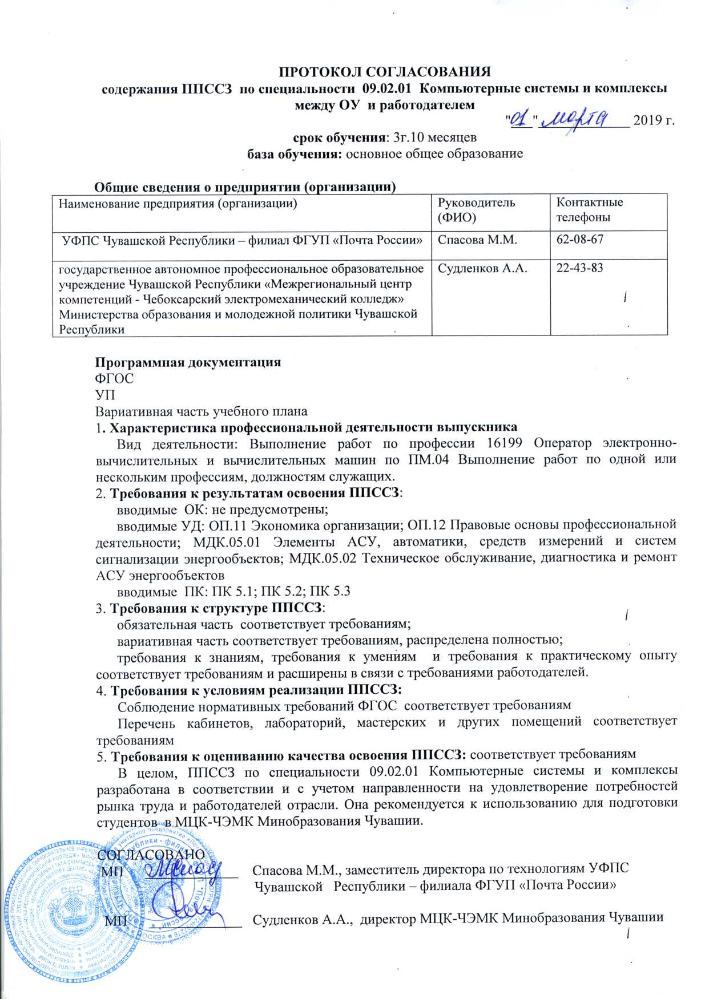 ПРОТОКОЛ СОГЛАСОВАНИЯ
содержания ППССЗ по специальности 09.02.01 Компьютерные системы и комплексы
между ОУ и работодателем
"01" марта 2019 г.
срок обучения: 3г.10 месяцев
база обучения: основное общее образование
Общие сведения о предприятии (организации)
Наименование предприятия (организации) Руководитель (ФИО) Контактные телефоны
УФПС Чувашской Республики – филиал ФГУП «Почта России» Спасова М.М. 62-08-67
государственное автономное профессиональное образовательное Судленков А.А. 22-43-83
учреждение Чувашской Республики «Межрегиональный центр
компетенций - Чебоксарский электромеханический колледж»
Министерства образования и молодежной политики Чувашской
Республики
Программная документация
ФГОС
УП
Вариативная часть учебного плана
1. Характеристика профессиональной деятельности выпускника
Вид деятельности: Выполнение работ по профессии 16199 Оператор электронно-
вычислительных и вычислительных машин по ПМ.04 Выполнение работ по одной или
нескольким профессиям, должностям служащих.
2. Требования к результатам освоения ППССЗ:
вводимые ОК: не предусмотрены;
вводимые УД: ОП.11 Экономика организации; ОП.12 Правовые основы профессиональной
деятельности; МДК.05.01 Элементы АСУ, автоматики, средств измерений и систем
сигнализации энергообъектов; МДК.05.02 Техническое обслуживание, диагностика и ремонт
АСУ энергообъектов
вводимые ПК: ПК 5.1; ПК 5.2; ПК 5.3
3. Требования к структуре ППССЗ:
обязательная часть соответствует требованиям;
вариативная часть соответствует требованиям, распределена полностью;
требования к знаниям, требования к умениям и требования к практическому опыту
соответствует требованиям и расширены в связи с требованиями работодателей.
4. Требования к условиям реализации ППССЗ:
Соблюдение нормативных требований ФГОС соответствует требованиям
Перечень кабинетов, лабораторий, мастерских и других помещений соответствует
требованиям
5. Требования к оцениванию качества освоения ППССЗ: соответствует требованиям
В целом, ППССЗ по специальности 09.02.01 Компьютерные системы и комплексы
разработана в соответствии и с учетом направленности на удовлетворение потребностей
рынка труда и работодателей отрасли. Она рекомендуется к использованию для подготовки
студентов в МЦК-ЧЭМК Минобразования Чувашии.
СОГЛАСОВАНО
МП Спасова М.М., заместитель директора по технологиям УФПС
Чувашской Республики – филиала ФГУП «Почта России»
МП Судленков А.А., директор МЦК-ЧЭМК Минобразования Чувашии